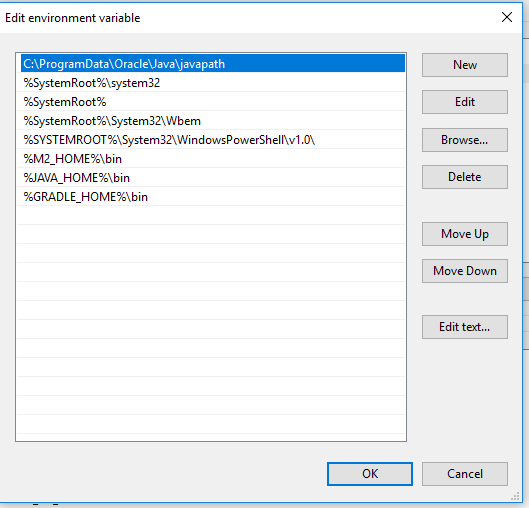 Edit environment variable
C:\ProgramData\Oracle\Java\javapath
%SystemRoot%\system32
%SystemRoot%
%SystemRoot%\System32\Wbem
%SYSTEMROOT%\System32\WindowsPowerShell\v1.0\
%M2_HOME%\bin
%JAVA_HOME%\bin
%GRADLE_HOME%\bin
New
Edit
Browse...
Delete
Move Up
Move Down
Edit text...
OK
Cancel